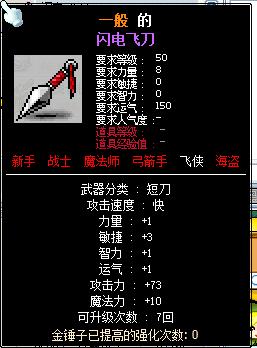 一般 的
闪电飞刀
要求等级： 50
要求力量： 8
要求敏捷： 0
要求智力： 0
要求运气： 150
要求人气度： -
道具等级： -
道具经验值： -
新手 战士 魔法师 弓箭手 飞侠 海盗
武器分类 : 短刀
攻击速度 : 快
力量 : +1
敏捷 : +3
智力 : +1
运气 : +1
攻击力 : +73
魔法力 : +10
可升级次数 : 7回
金锤子已提高的强化次数: 0